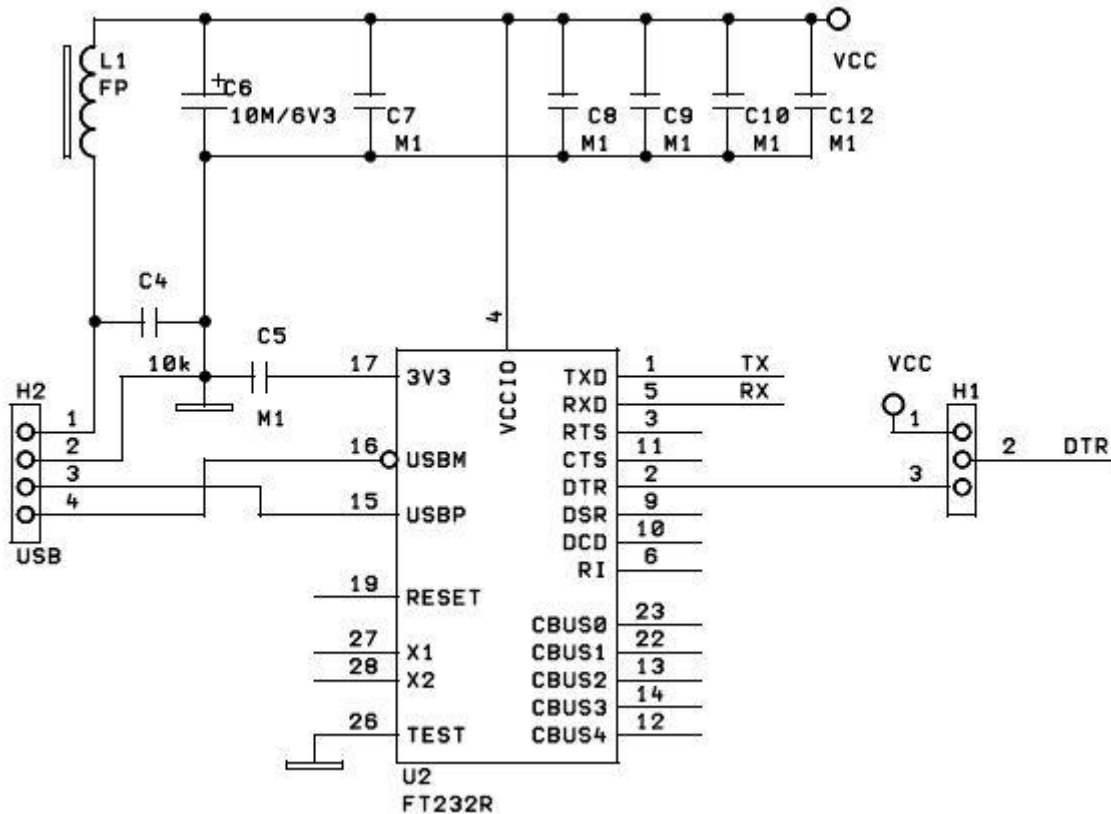 L1
FP
+
C6
10M/6V3
C7
M1
C8
M1
C9
M1
C10
M1
C12
M1
VCC
C4
10k
C5
M1
4
VCCIO
H2
1
2
3
4
USB
17
3V3
16
USBM
15
USBP
19
RESET
27
X1
28
X2
26
TEST
TXD
1
TX
RXD
5
RX
RTS
3
CTS
11
DTR
2
DSR
9
DCD
10
RI
6
CBUS0
23
CBUS1
22
CBUS2
13
CBUS3
14
CBUS4
12
U2
FT232R
VCC
H1
1
2
DTR
3